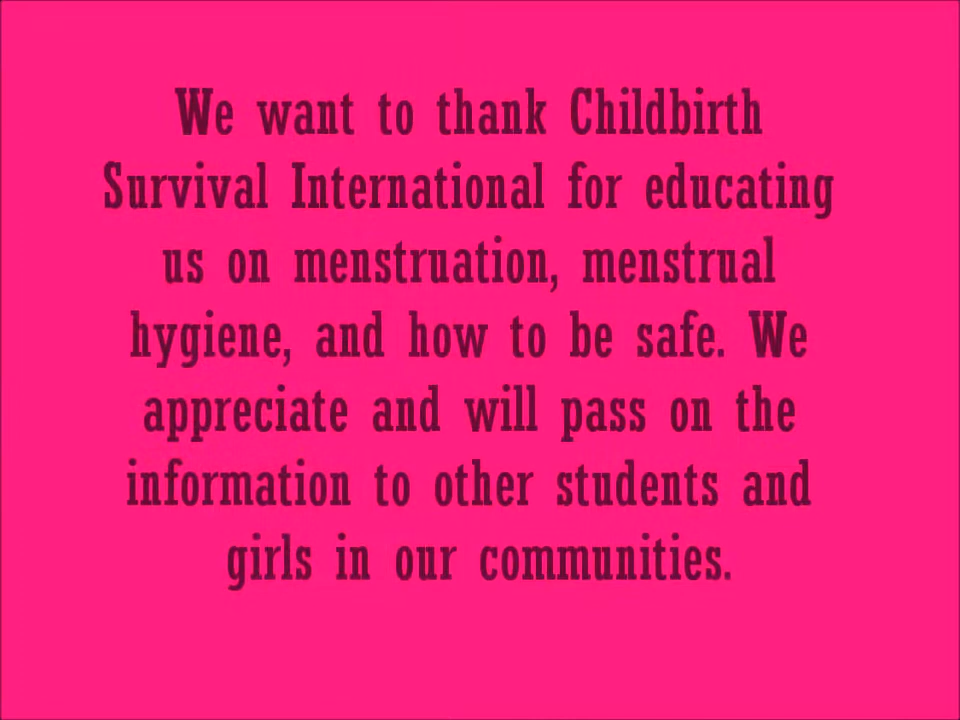 We want to thank Childbirth
Survival International for educating
us on menstruation, menstrual
hygiene, and how to be safe. We
appreciate and will pass on the
information to other students and
girls in our communities.